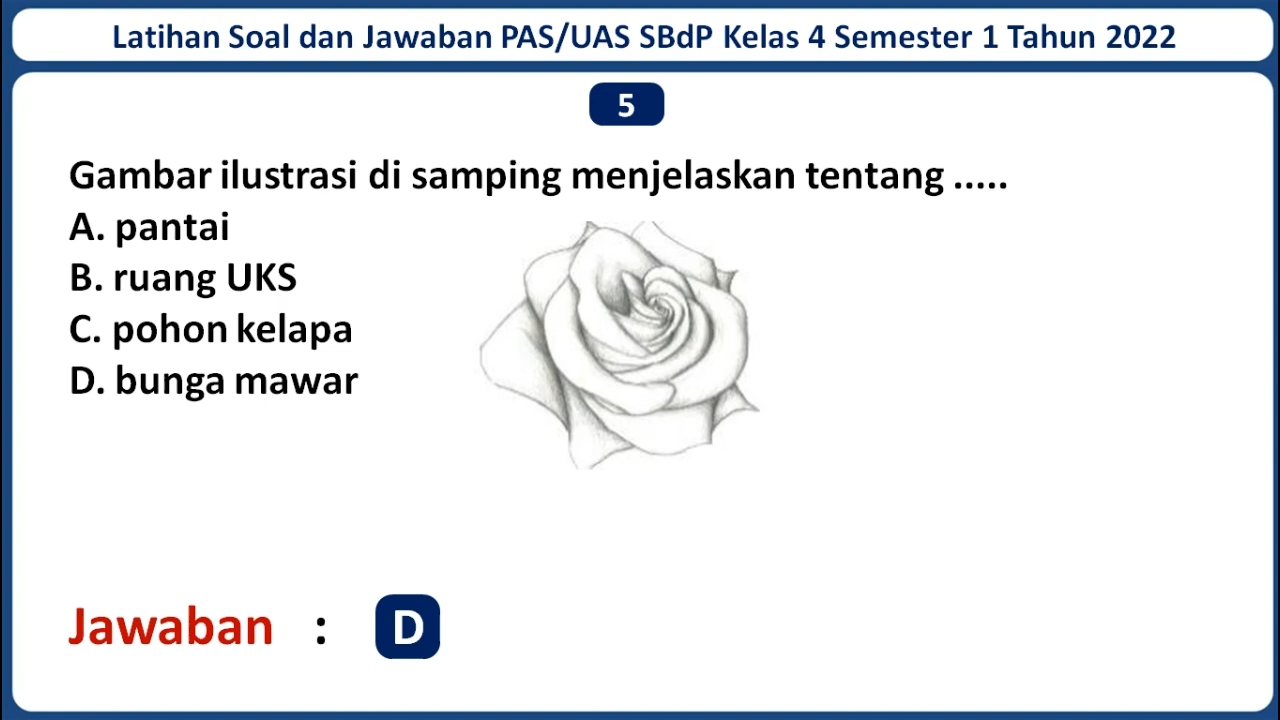 Latihan Soal dan Jawaban PAS/UAS SBdP Kelas 4 Semester 1 Tahun 2022
5
Gambar ilustrasi di samping menjelaskan tentang .....
A. pantai
B. ruang UKS
C. pohon kelapa
D. bunga mawar
Jawaban : D